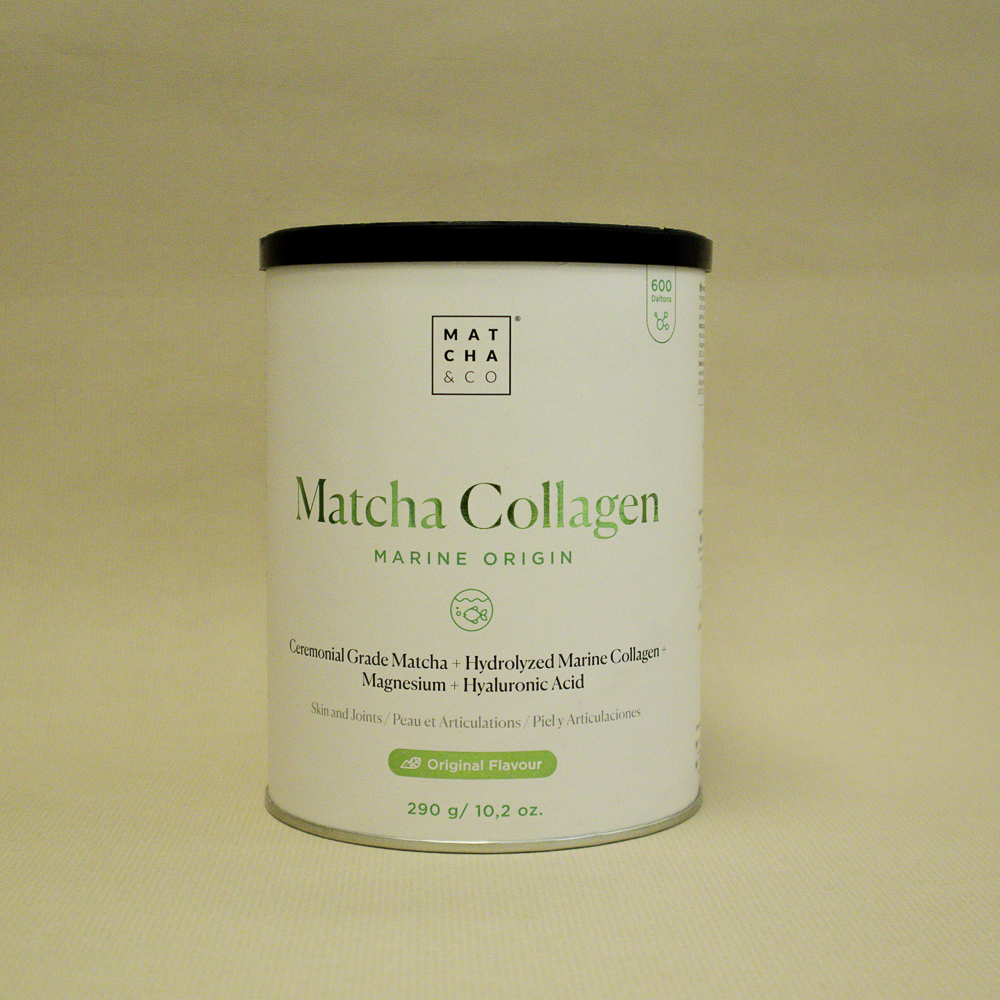 600
Daltons
MAT
CHA
&CO
®
Matcha Collagen
MARINE ORIGIN
Ceremonial Grade Matcha + Hydrolyzed Marine Collagen +
Magnesium + Hyaluronic Acid
Skin and Joints / Peau et Articulations / Piel y Articulaciones
Original Flavour
290 g/ 10,2 oz.